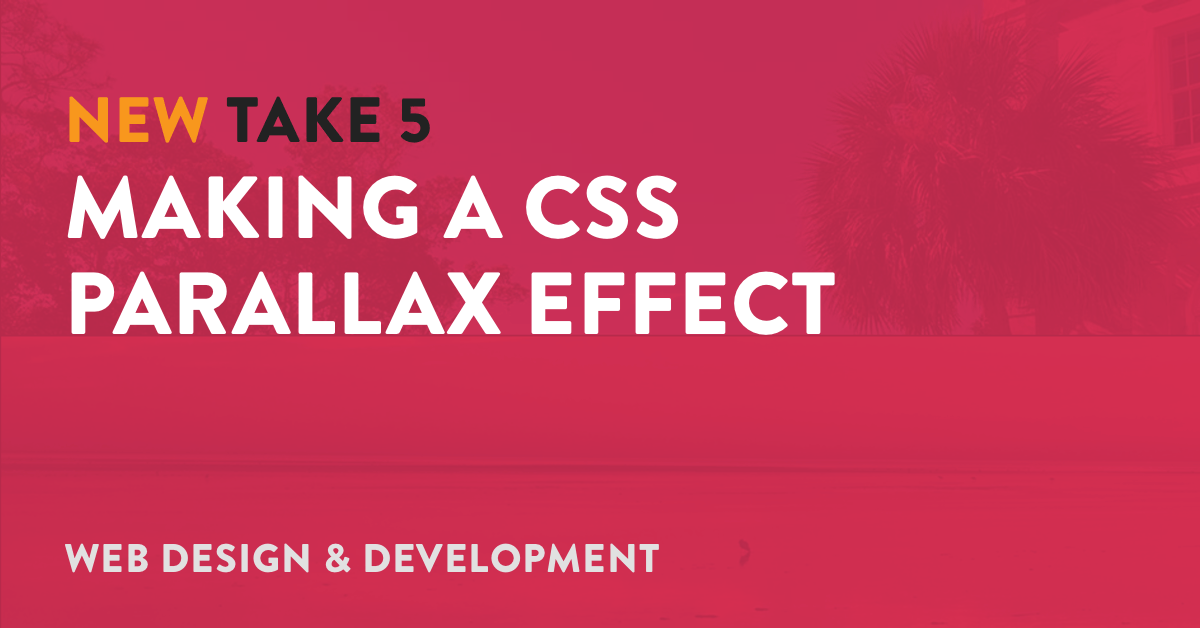 NEW TAKE 5
MAKING A CSS
PARALLAX EFFECT
WEB DESIGN & DEVELOPMENT